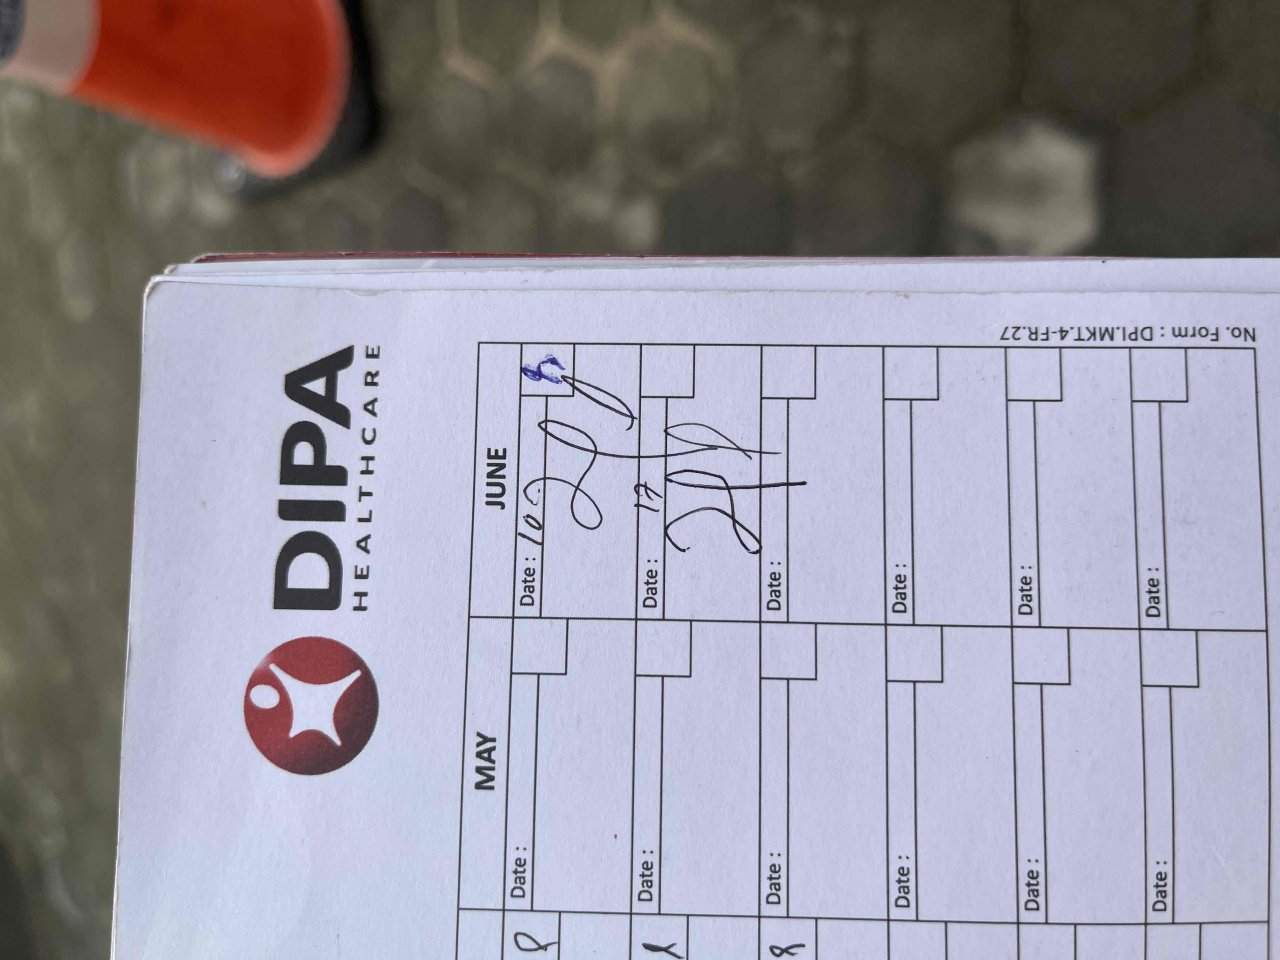 DIPA
HEALTHCARE
MAY
JUNE
Date :
Date : 10
Date :
Date : 17
Date :
Date :
Date :
Date :
Date :
Date :
Date :
Date :
No. Form : DPI.MKT.4-FR.27